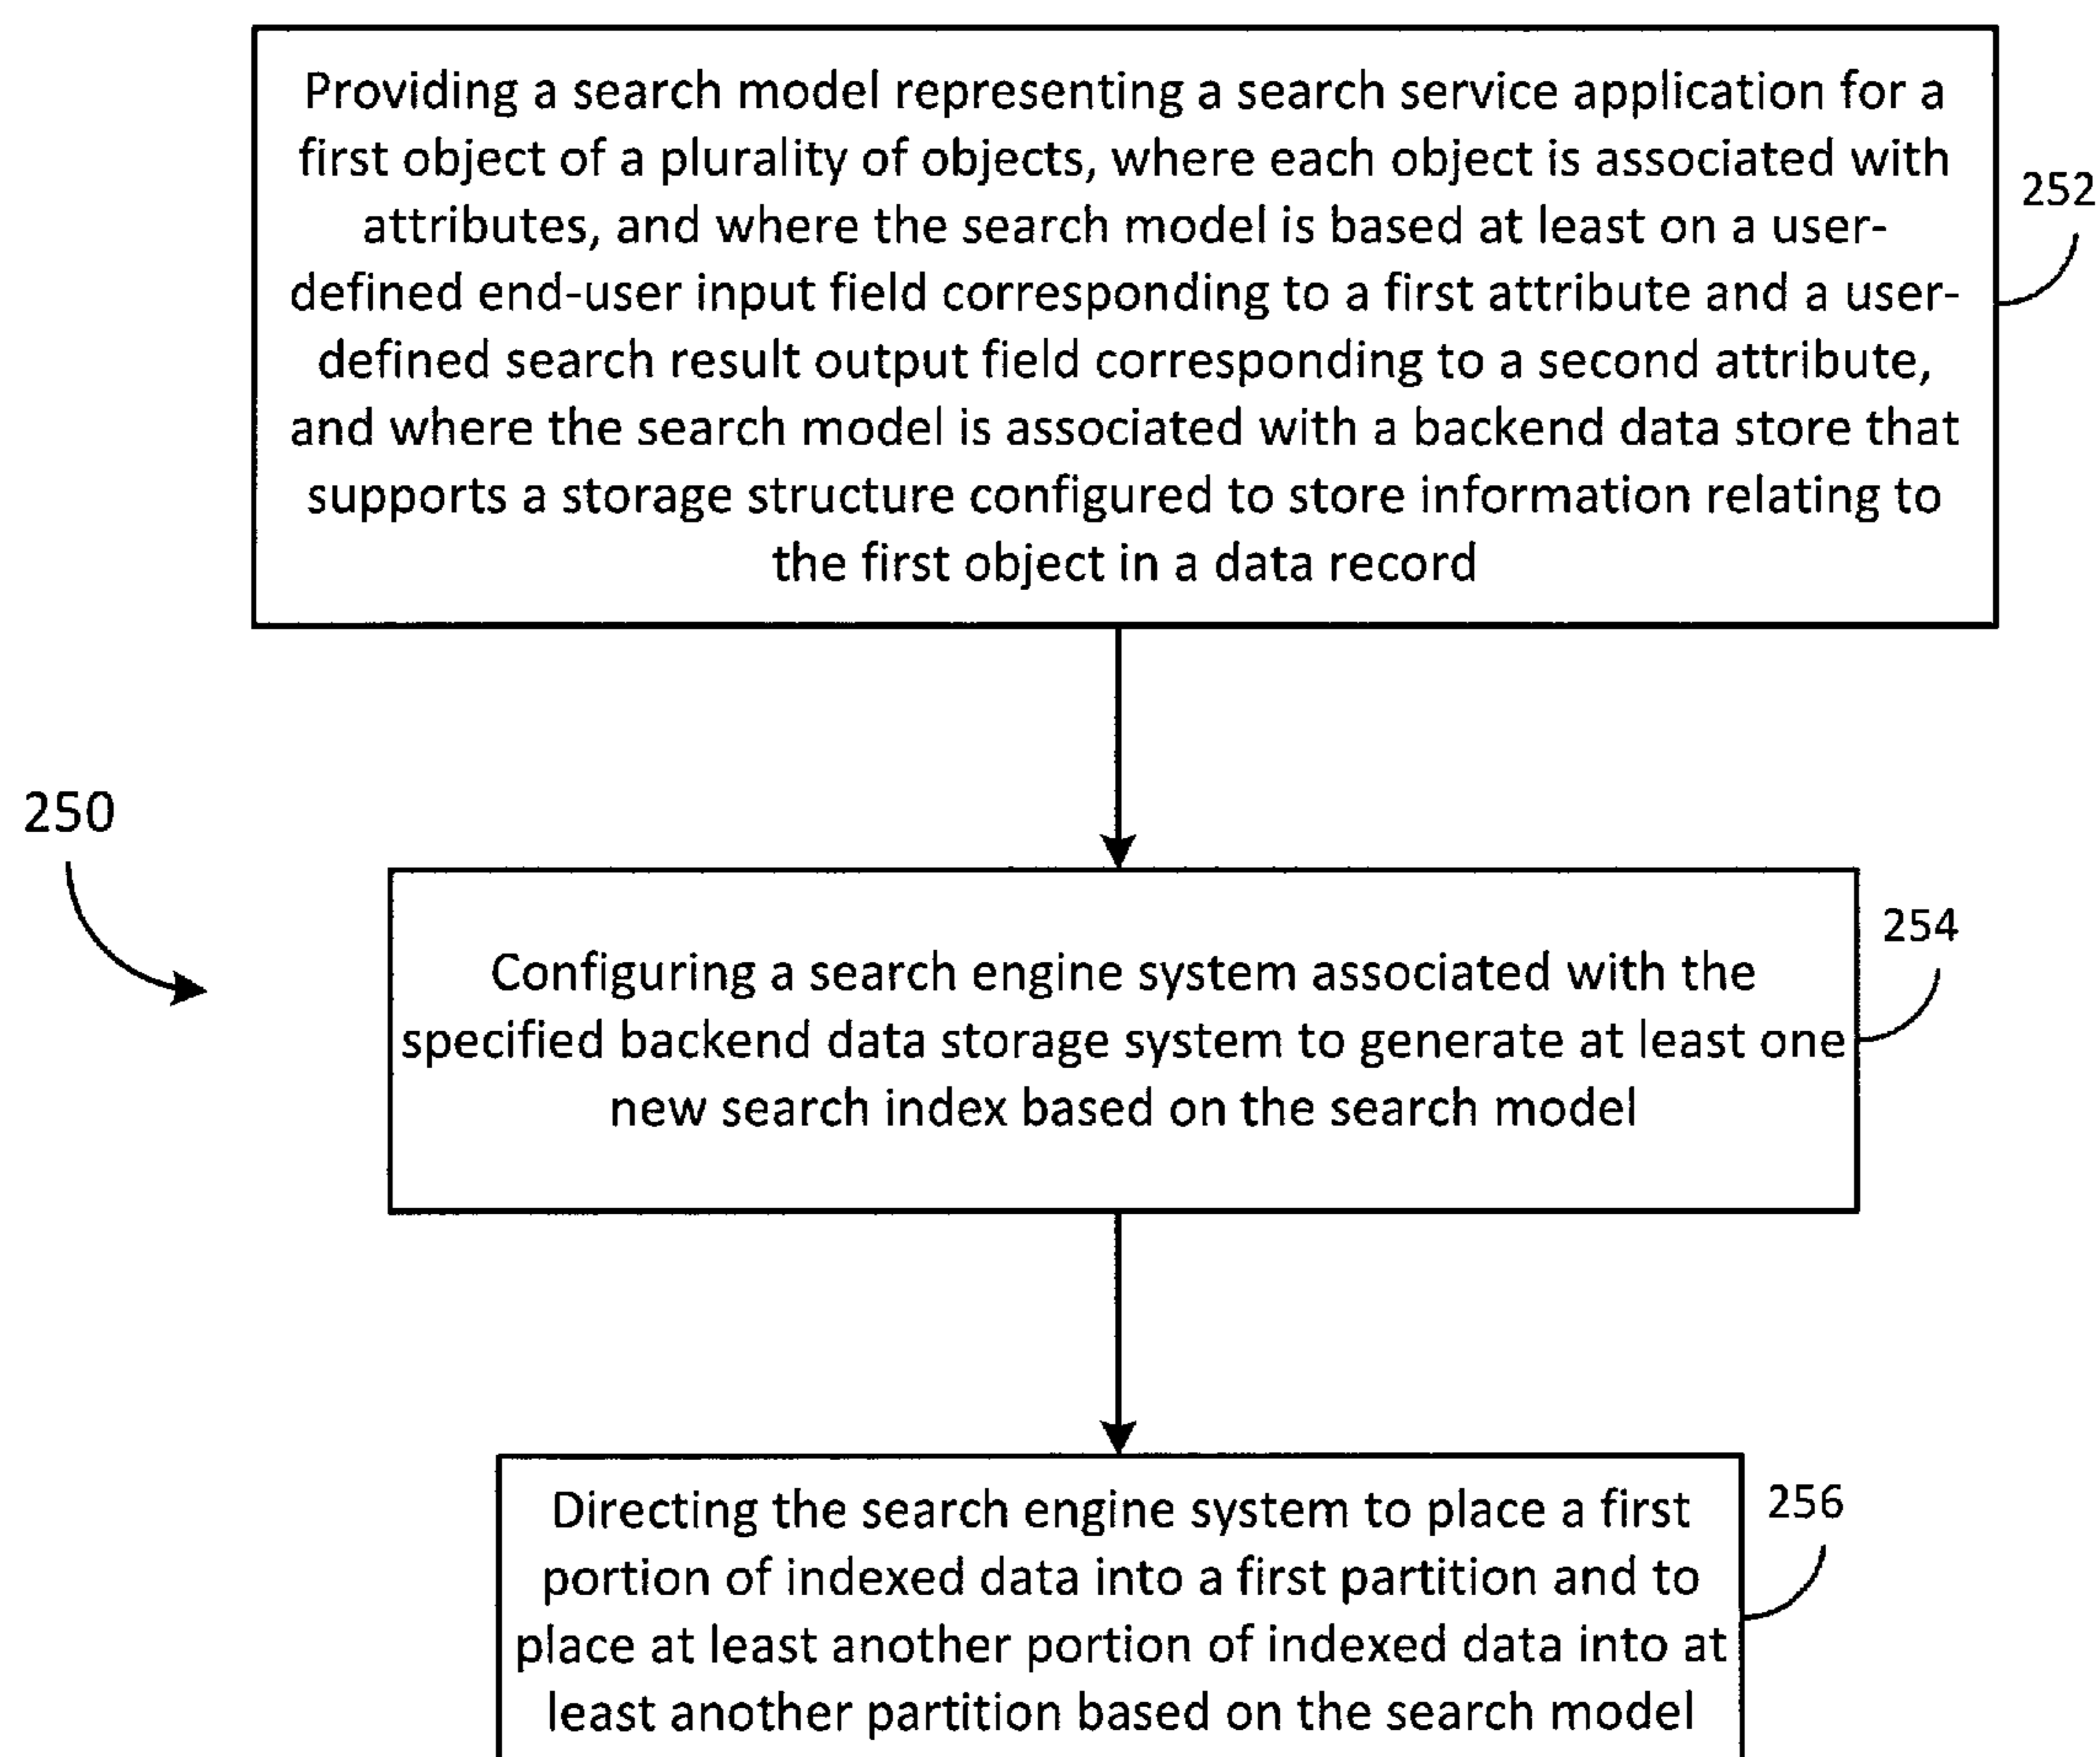 Providing a search model representing a search service application for a
first object of a plurality of objects, where each object is associated with
attributes, and where the search model is based at least on a user-
defined end-user input field corresponding to a first attribute and a user-
defined search result output field corresponding to a second attribute,
and where the search model is associated with a backend data store that
supports a storage structure configured to store information relating to
the first object in a data record
252
250
Configuring a search engine system associated with the
specified backend data storage system to generate at least one
new search index based on the search model
254
Directing the search engine system to place a first
portion of indexed data into a first partition and to
place at least another portion of indexed data into at
least another partition based on the search model
256